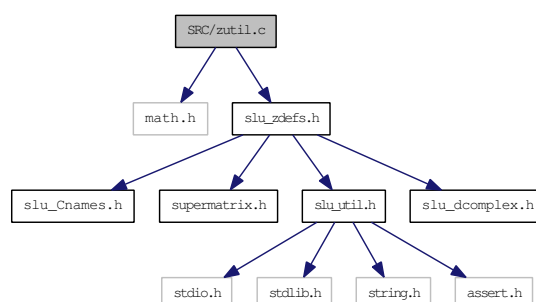 SRC/zutil.c
math.h
slu_zdefs.h
slu_Cnames.h
supermatrix.h
slu_util.h
slu_dcomplex.h
stdio.h
stdlib.h
string.h
assert.h